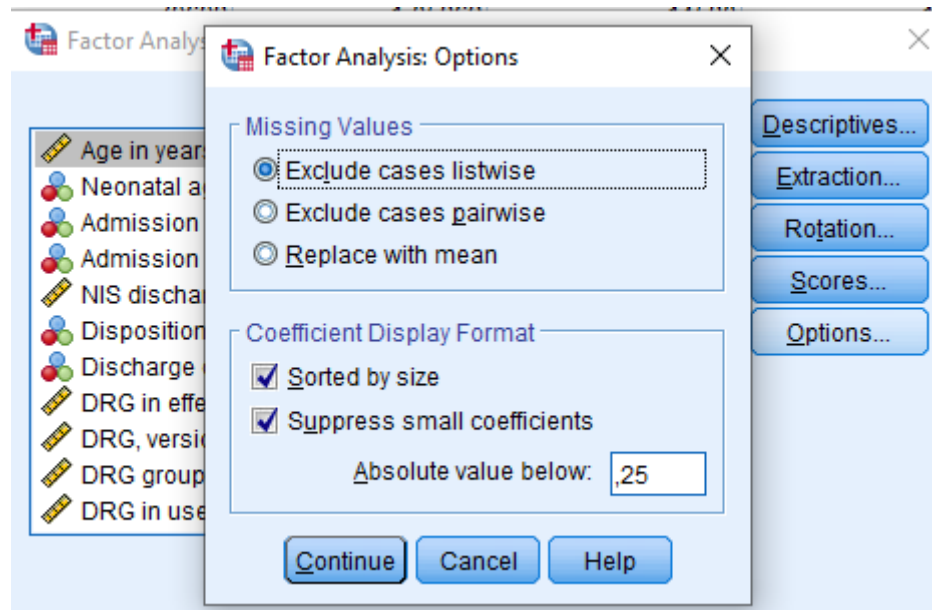 Factor Analys
Factor Analysis: Options
Missing Values
Exclude cases listwise
Exclude cases pairwise
Replace with mean
Coefficient Display Format
Sorted by size
Suppress small coefficients
Absolute value below: ,25
Continue Cancel Help
Age in years
Neonatal ag
Admission
Admission
NIS dischar
Disposition
Discharge
DRG in effe
DRG, versio
DRG group
DRG in use
Descriptives...
Extraction...
Rotation...
Scores...
Options...